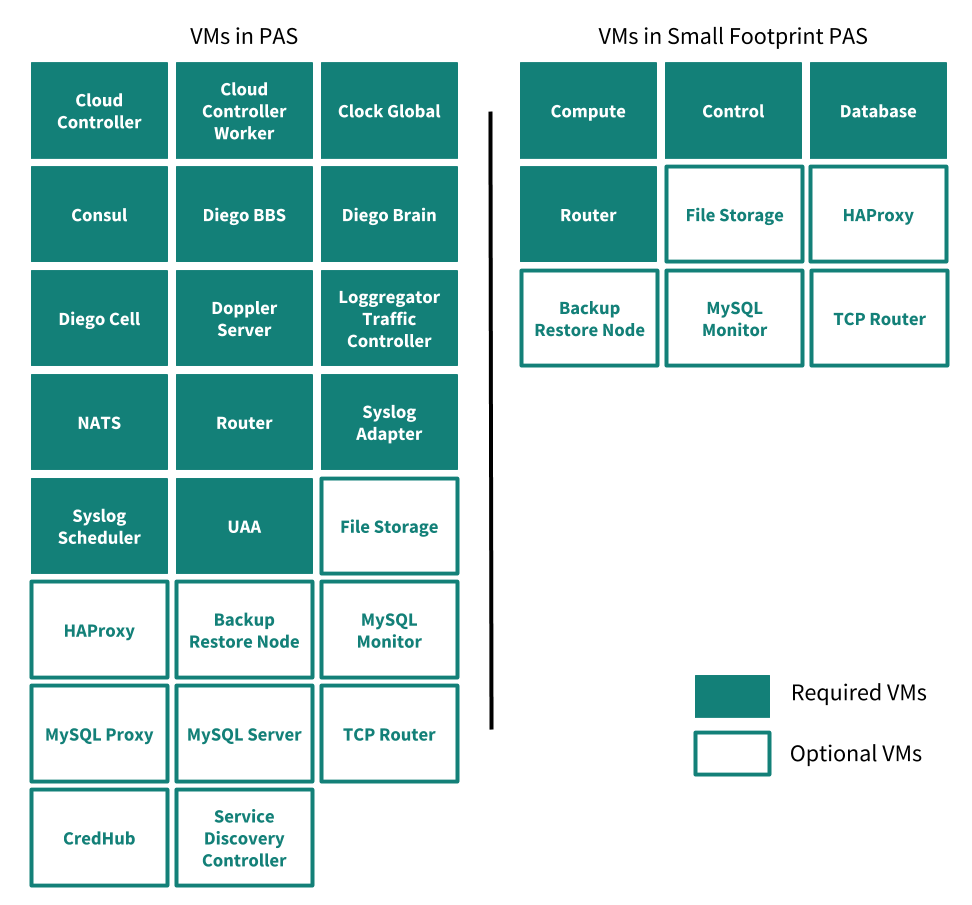 VMs in PAS
Cloud
Controller
Cloud
Controller
Worker
Clock Global
Consul
Diego BBS
Diego Brain
Diego Cell
Doppler
Server
Loggregator
Traffic
Controller
NATS
Router
Syslog
Adapter
Syslog
Scheduler
UAA
File Storage
HAProxy
Backup
Restore Node
MySQL
Monitor
MySQL Proxy
MySQL Server
TCP Router
CredHub
Service
Discovery
Controller
VMs in Small Footprint PAS
Compute
Control
Database
Router
File Storage
HAProxy
Backup
Restore Node
MySQL
Monitor
TCP Router
Required VMs
Optional VMs